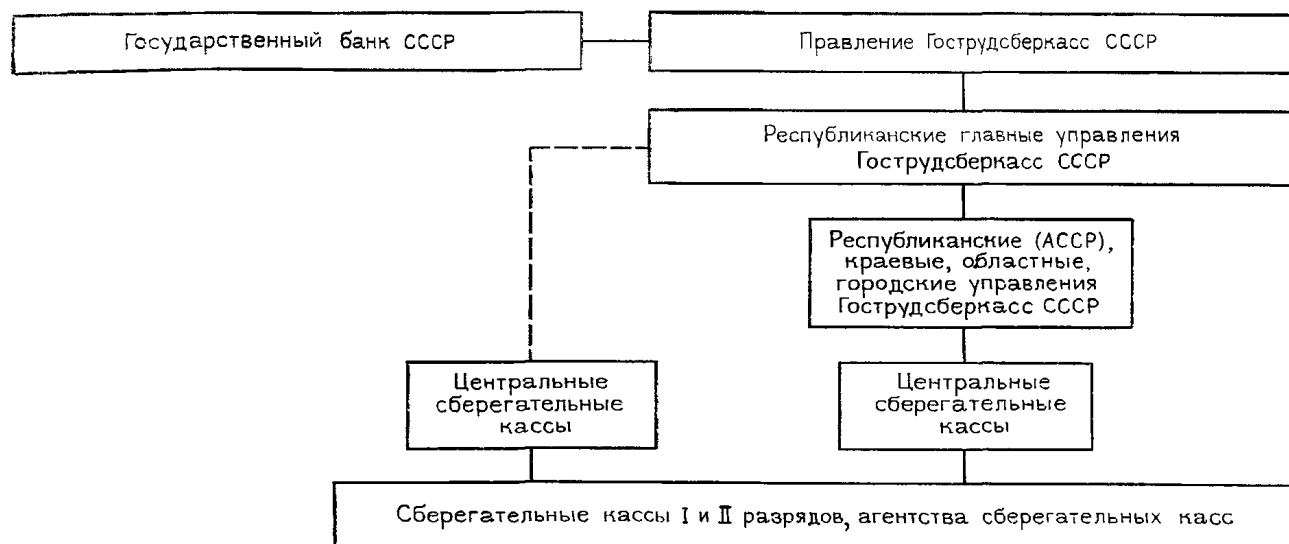 Государственный банк СССР
Правление Гострудсберкасс СССР
Республиканские главные управления
Гострудсберкасс СССР
Республиканские (АССР),
краевые, областные,
городские управления
Гострудсберкасс СССР
Центральные
сберегательные
кассы
Центральные
сберегательные
кассы
Сберегательные кассы I и II разрядов, агентства сберегательных касс